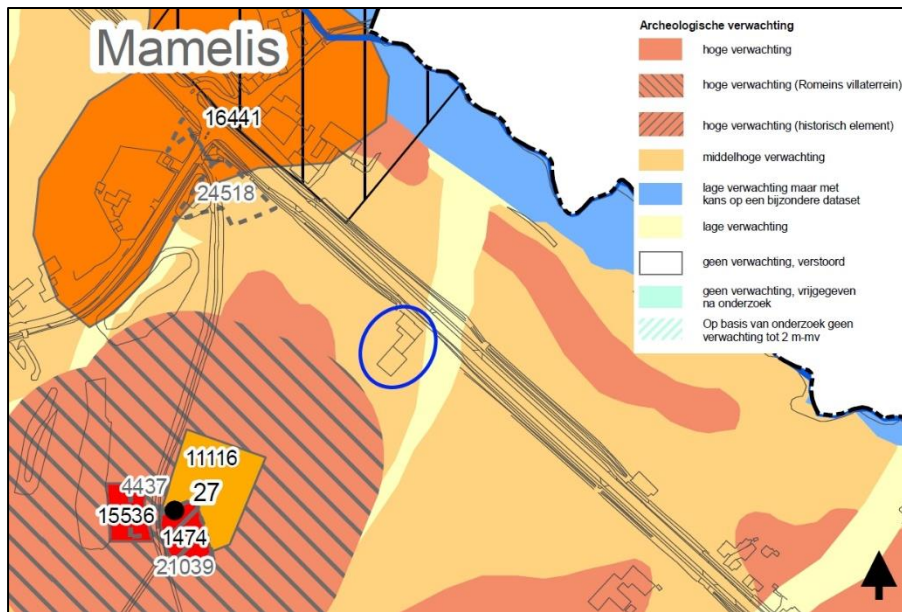 Mamelis
16441
24518
11116
4437
27
15536
1474
21039
Archeologische verwachting
hoge verwachting
hoge verwachting (Romeins villaterrein)
hoge verwachting (historisch element)
middelhoge verwachting
lage verwachting maar met
kans op een bijzondere dataset
lage verwachting
geen verwachting, verstoord
geen verwachting, vrijgegeven
na onderzoek
Op basis van onderzoek geen
verwachting tot 2 m-mv